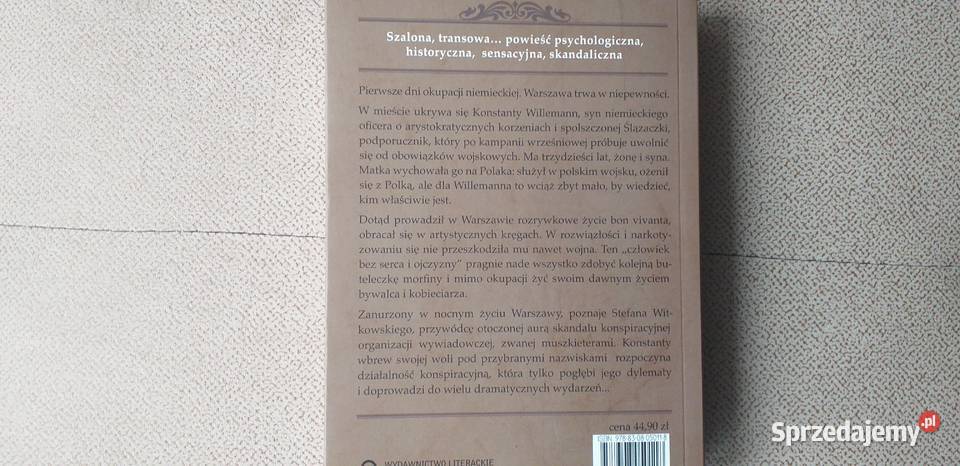 Szalona, transowa... powieść psychologiczna,
historyczna, sensacyjna, skandaliczna
Pierwsze dni okupacji niemieckiej. Warszawa trwa w niepewności.
W mieście ukrywa się Konstanty Willemann, syn niemieckiego
oficera o arystokratycznych korzeniach i spolszczonej Ślązaczki,
podporucznik, który po kampanii wrześniowej próbuje uwolnić
się od obowiązków wojskowych. Ma trzydzieści lat, żonę i syna.
Matka wychowała go na Polaka: służył w polskim wojsku, ożenił
się z Polką, ale dla Willemanna to wciąż zbyt mało, by wiedzieć,
kim właściwie jest.
Dotąd prowadził w Warszawie rozrywkowe życie bon vivanta,
obracał się w artystycznych kręgach. W rozwiązłości i narkoty-
zowaniu się nie przeszkodziła mu nawet wojna. Ten „człowiek
bez serca i ojczyzny” pragnie nade wszystko zdobyć kolejną bu-
teleczkę morfiny i mimo okupacji żyć swoim dawnym życiem
bywalca i kobieciarza.
Zanurzony w nocnym życiu Warszawy, poznaje Stefana Wit-
kowskiego, przywódcę otoczonej aurą skandalu konspiracyjnej
organizacji wywiadowczej, zwanej muszkieterami. Konstanty
wbrew swojej woli pod przybranymi nazwiskami rozpoczyna
działalność konspiracyjną, która tylko pogłębi jego dylematy
i doprowadzi do wielu dramatycznych wydarzeń...
cena 44,90 zł
ISBN 978-83-08-05011-8
WYDAWNICTWO LITERACKIE
Sprzedajemy.pl